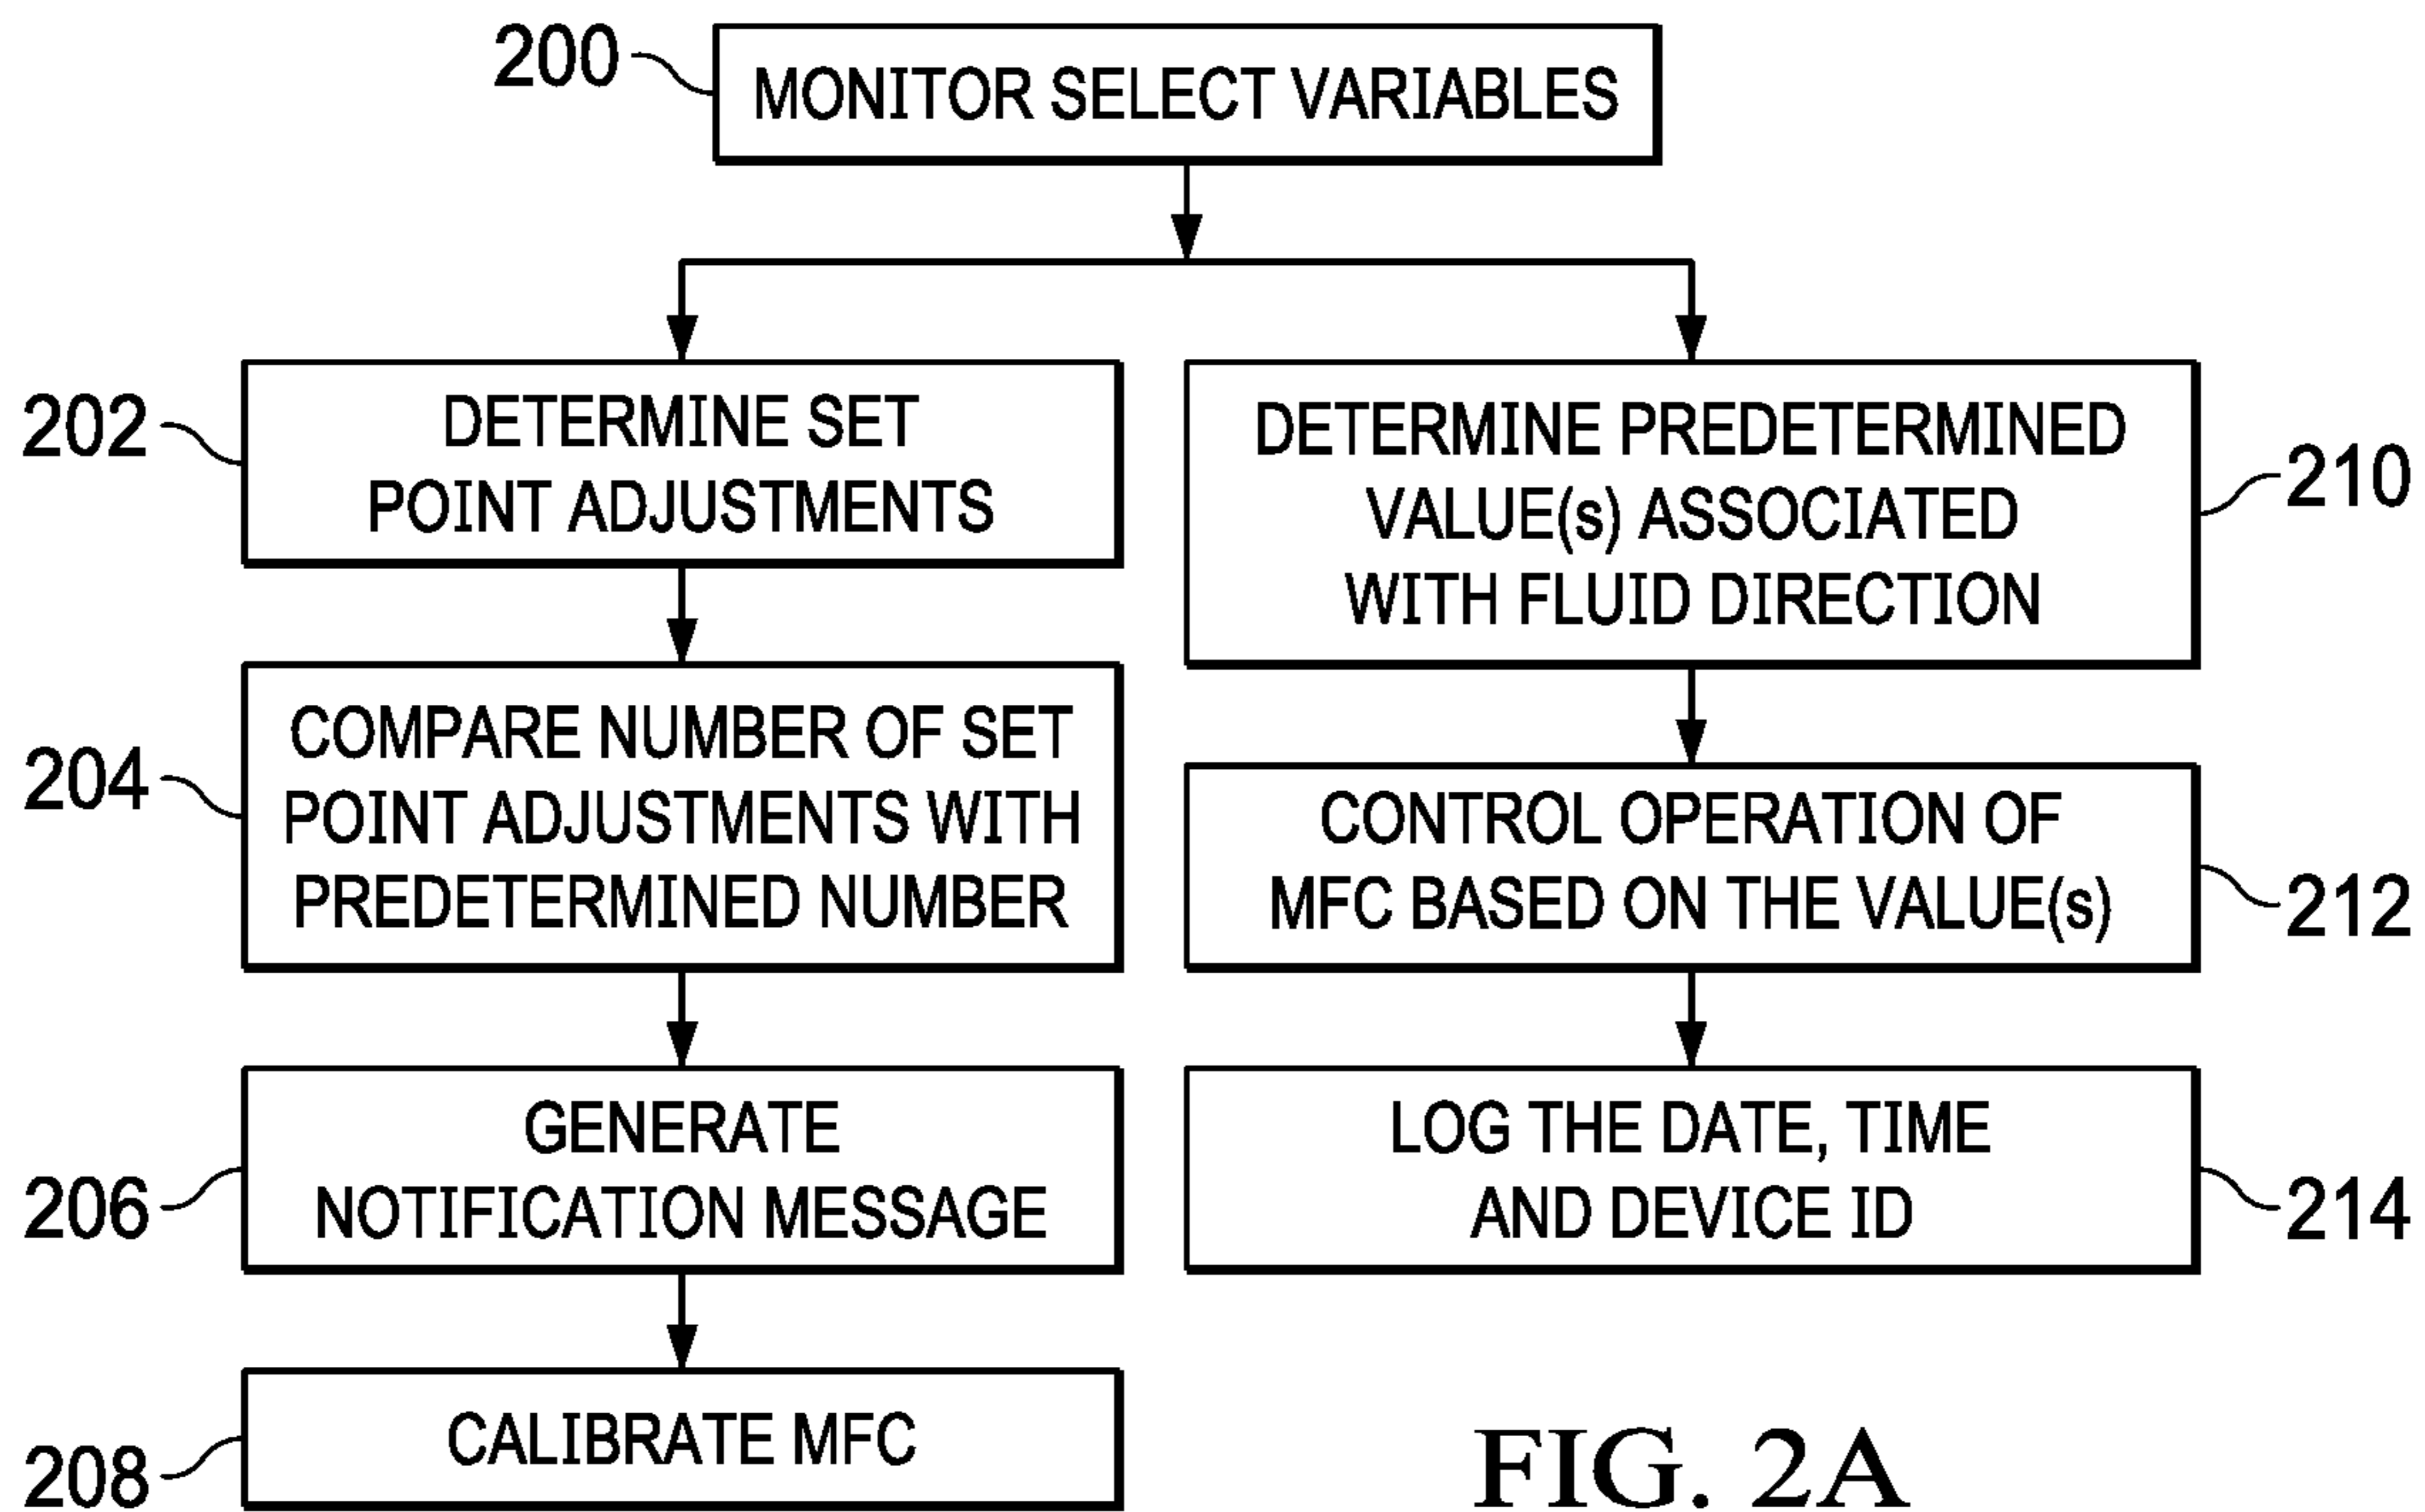 200
MONITOR SELECT VARIABLES
202
DETERMINE SET
POINT ADJUSTMENTS
204
COMPARE NUMBER OF SET
POINT ADJUSTMENTS WITH
PREDETERMINED NUMBER
206
GENERATE
NOTIFICATION MESSAGE
208
CALIBRATE MFC
DETERMINE PREDETERMINED
VALUE(s) ASSOCIATED
WITH FLUID DIRECTION
210
CONTROL OPERATION OF
MFC BASED ON THE VALUE(s)
212
LOG THE DATE, TIME
AND DEVICE ID
214
FIG. 2A